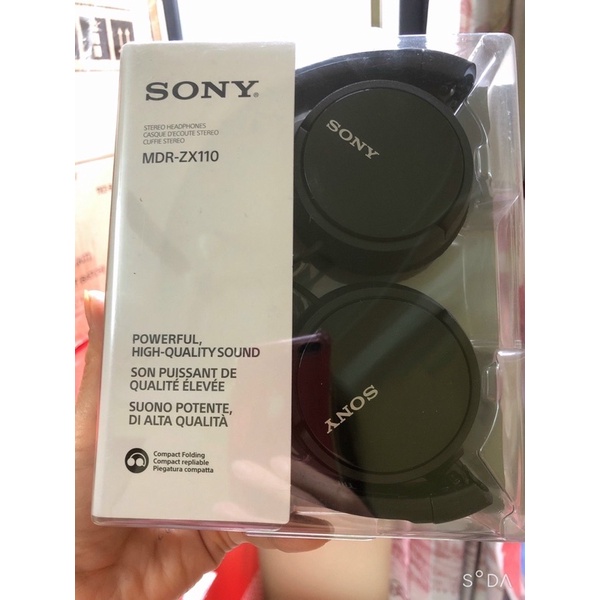 SONY®
STEREO HEADPHONES
CASQUE D'ECOUTE STEREO
CUFFIE STEREO
MDR-ZX110
POWERFUL,
HIGH-QUALITY SOUND
SON PUISSANT DE
QUALITÉ ÉLEVÉE
SUONO POTENTE,
DI ALTA QUALITÀ
Compact Folding
Compact repliable
Piegatura compatta
SONY
SONY
S°DA